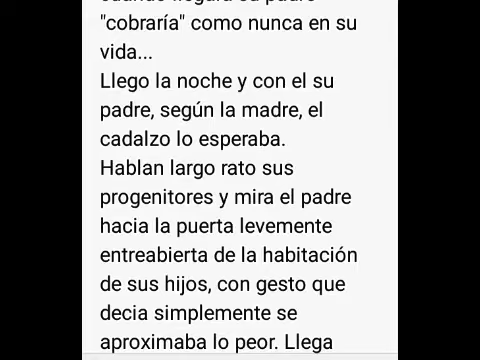 "cobraría" como nunca en su
vida...
Llego la noche y con el su
padre, según la madre, el
cadalzo lo esperaba.
Hablan largo rato sus
progenitores y mira el padre
hacia la puerta levemente
entreabierta de la habitación
de sus hijos, con gesto que
decia simplemente se
aproximaba lo peor. Llega